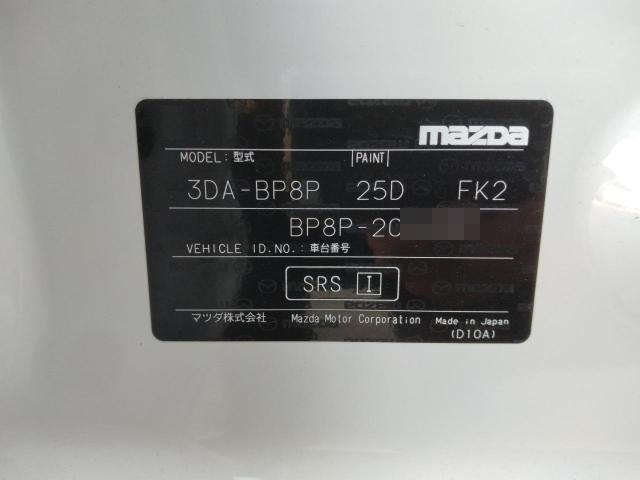 mazda
MODEL: 型式 PAINT
3DA-BP8P 25D FK2
BP8P-20
VEHICLE ID.NO.: 車台番号
SRS I
マツダ株式会社 Mazda Motor Corporation Made in Japan
(D10A)